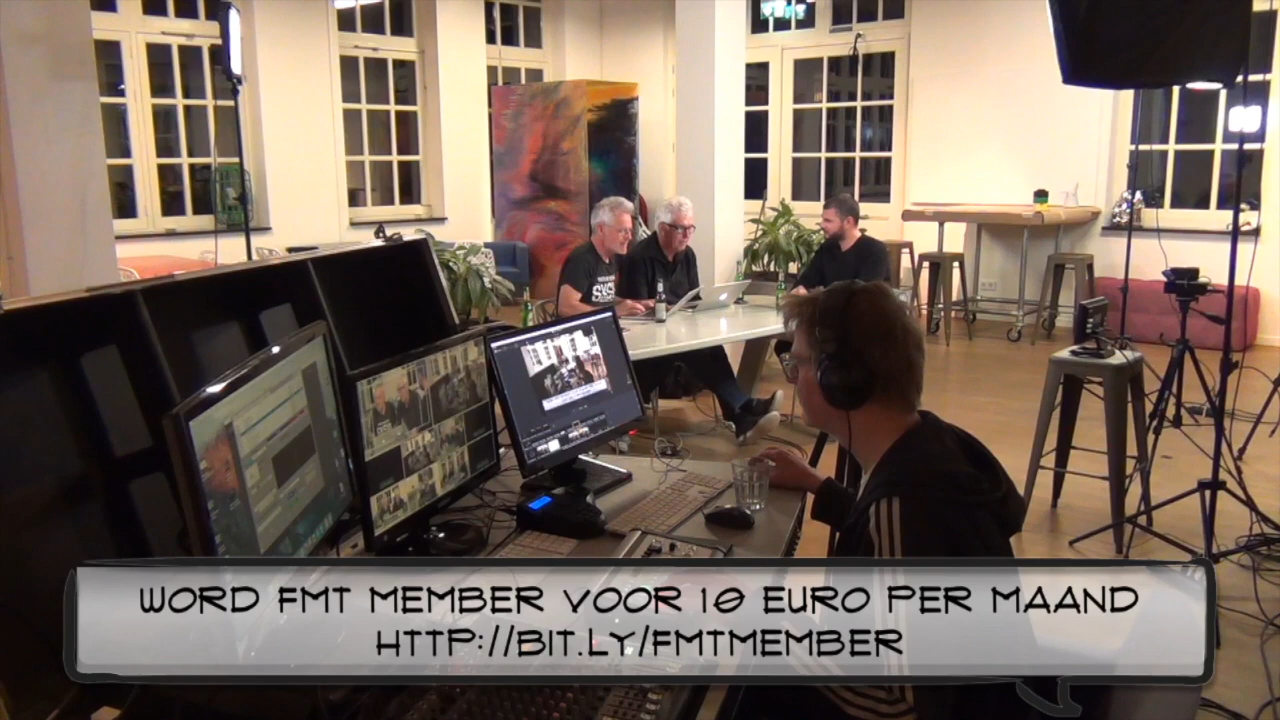 WORD FMT MEMBER VOOR 10 EURO PER MAAND
HTTP://BIT.LY/FMTMEMBER